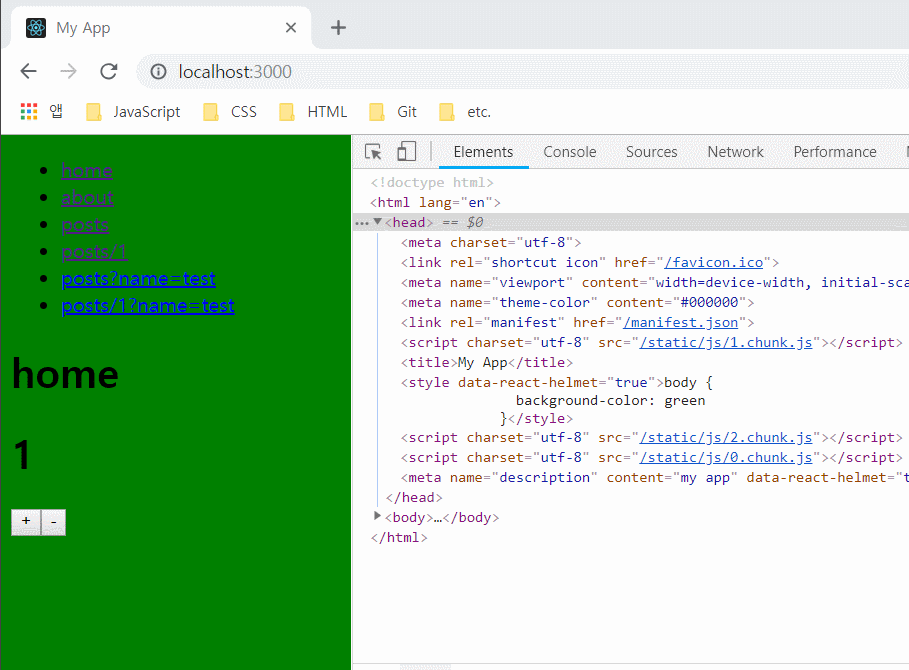 My App
localhost:3000
앱 JavaScript CSS HTML Git etc.
home
about
posts
posts/1
posts?name=test
posts/1?name=test
home
1
+ -
Elements Console Sources Network Performance
<!doctype html>
<html lang="en">
<head> == $0
<meta charset="utf-8">
<link rel="shortcut icon" href="/favicon.ico">
<meta name="viewport" content="width=device-width, initial-sca
<meta name="theme-color" content="#000000">
<link rel="manifest" href="/manifest.json">
<script charset="utf-8" src="/static/js/1.chunk.js"></script>
<title>My App</title>
<style data-react-helmet="true">body {
background-color: green
}</style>
<script charset="utf-8" src="/static/js/2.chunk.js"></script>
<script charset="utf-8" src="/static/js/0.chunk.js"></script>
<meta name="description" content="my app" data-react-helmet="t
</head>
<body>…</body>
</html>